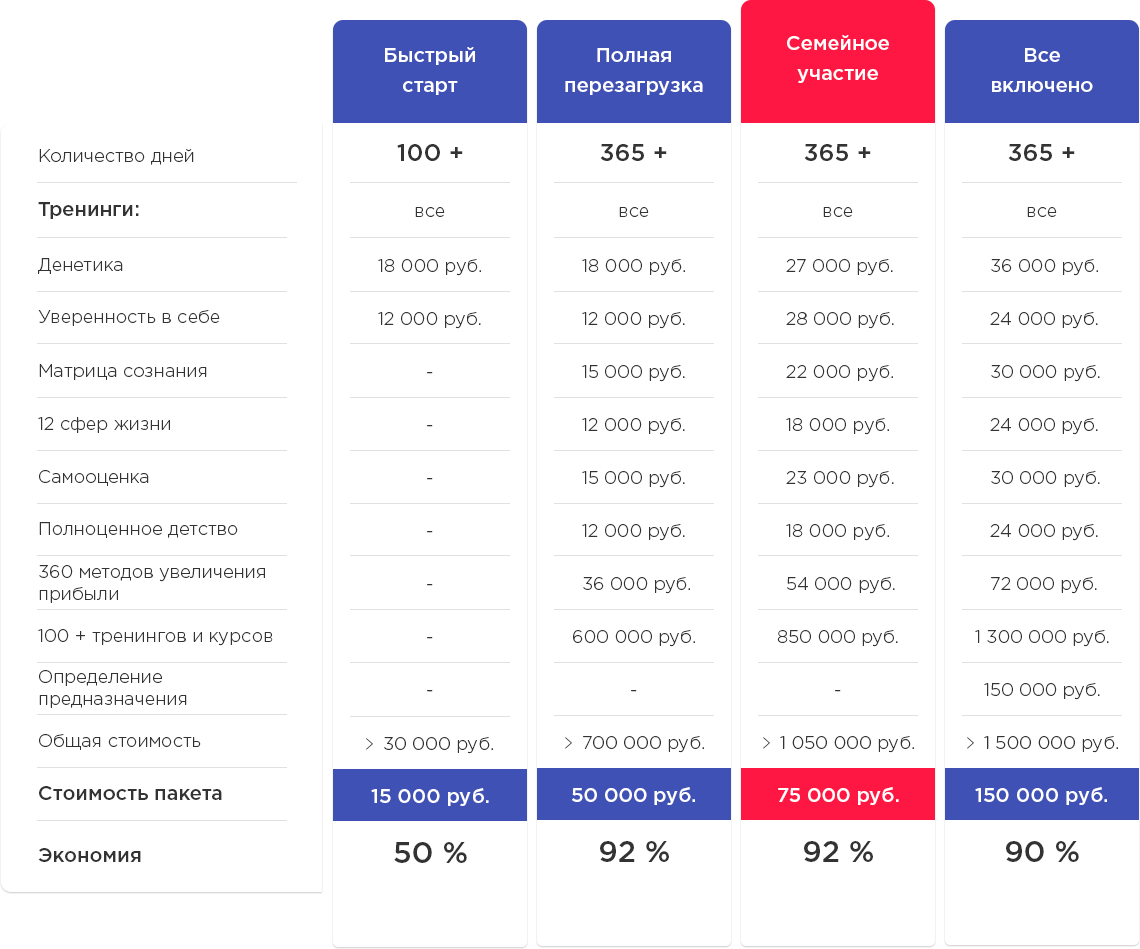 Быстрый
старт
Полная
перезагрузка
Семейное
участие
Все
включено
Количество дней 100 + 365 + 365 + 365 +
Тренинги: все все все все
Денетика 18 000 руб. 18 000 руб. 27 000 руб. 36 000 руб.
Уверенность в себе 12 000 руб. 12 000 руб. 28 000 руб. 24 000 руб.
Матрица сознания - 15 000 руб. 22 000 руб. 30 000 руб.
12 сфер жизни - 12 000 руб. 18 000 руб. 24 000 руб.
Самооценка - 15 000 руб. 23 000 руб. 30 000 руб.
Полноценное детство - 12 000 руб. 18 000 руб. 24 000 руб.
360 методов увеличения
прибыли - 36 000 руб. 54 000 руб. 72 000 руб.
100 + тренингов и курсов - 600 000 руб. 850 000 руб. 1 300 000 руб.
Определение
предназначения - - - 150 000 руб.
Общая стоимость > 30 000 руб. > 700 000 руб. > 1 050 000 руб. > 1 500 000 руб.
Стоимость пакета 15 000 руб. 50 000 руб. 75 000 руб. 150 000 руб.
Экономия 50 % 92 % 92 % 90 %